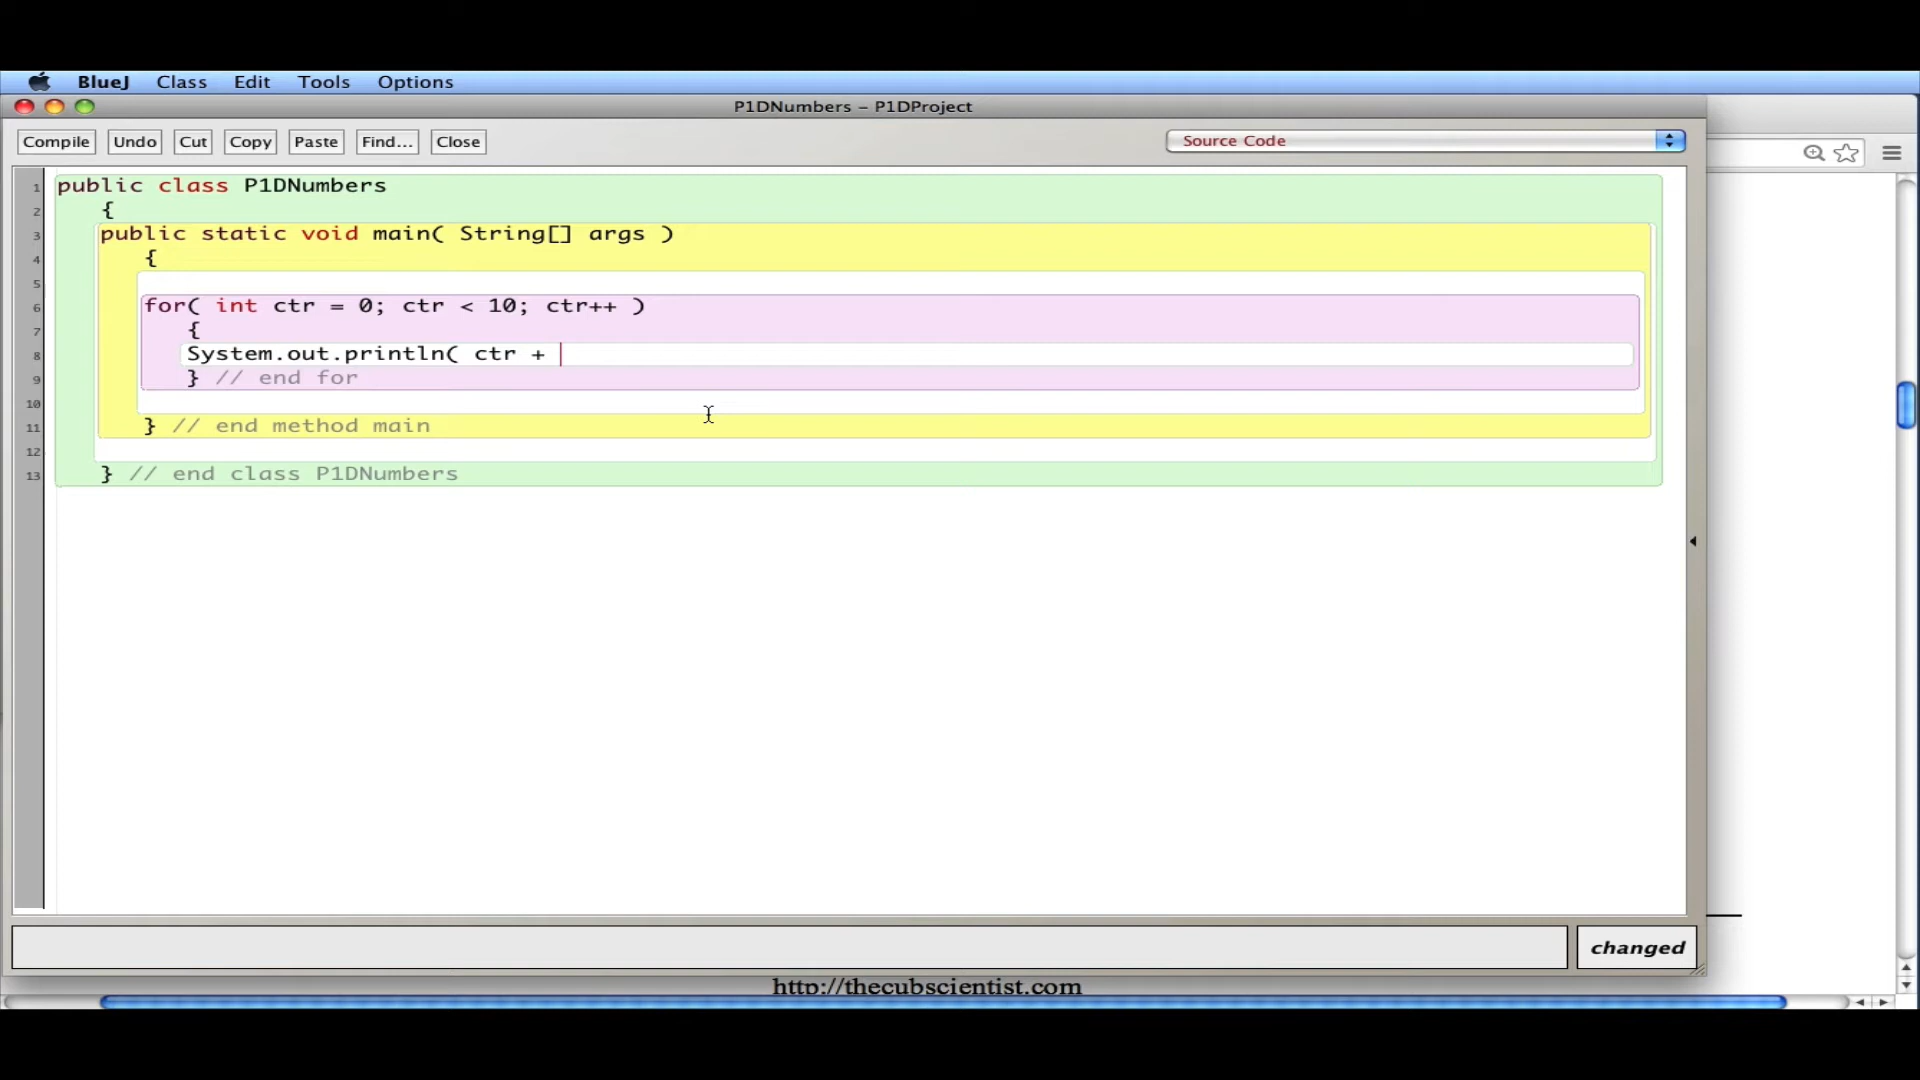 BlueJ Class Edit Tools Options
P1DNumbers – P1DProject
Compile Undo Cut Copy Paste Find... Close Source Code
1 public class P1DNumbers
2 {
3 public static void main( String[] args )
4 {
5
6 for( int ctr = 0; ctr < 10; ctr++ )
7 {
8 System.out.println( ctr +
9 } // end for
10
11 } // end method main
12
13 } // end class P1DNumbers
changed
http://thecubscientist.com